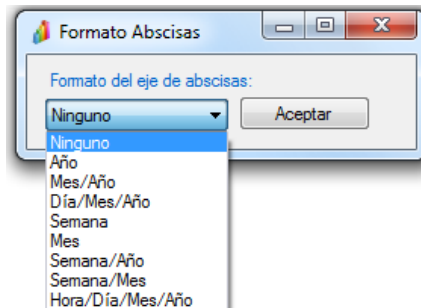 Formato Abscisas
Formato del eje de abscisas:
Ninguno
Aceptar
Ninguno
Año
Mes/Año
Día/Mes/Año
Semana
Mes
Semana/Año
Semana/Mes
Hora/Día/Mes/Año